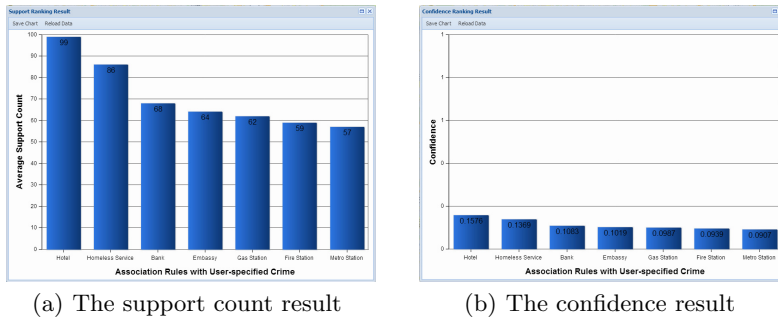 Support Ranking Result
Save Chart Reload Data
100
90
80
70
60
50
40
30
20
10
0
Average Support Count
99
86
68
64
62
59
57
Hotel Homeless Service Bank Embassy Gas Station Fire Station Metro Station
Association Rules with User-specified Crime
(a) The support count result
Confidence Ranking Result
Save Chart Reload Data
1
1
1
0
0
0
Confidence
0.1576
0.1369
0.1083
0.1019
0.0987
0.0939
0.0907
Hotel Homeless Service Bank Embassy Gas Station Fire Station Metro Station
Association Rules with User-specified Crime
(b) The confidence result